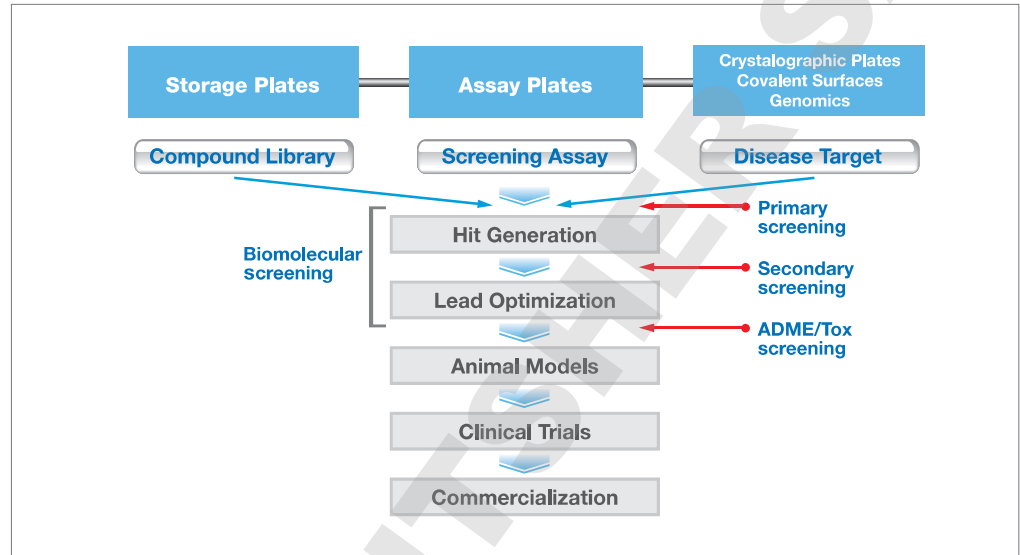 Storage Plates
Assay Plates
Crystalographic Plates
Covalent Surfaces
Genomics
Compound Library
Screening Assay
Disease Target
Primary
screening
Hit Generation
Biomolecular
screening
Secondary
screening
Lead Optimization
ADME/Tox
screening
Animal Models
Clinical Trials
Commercialization